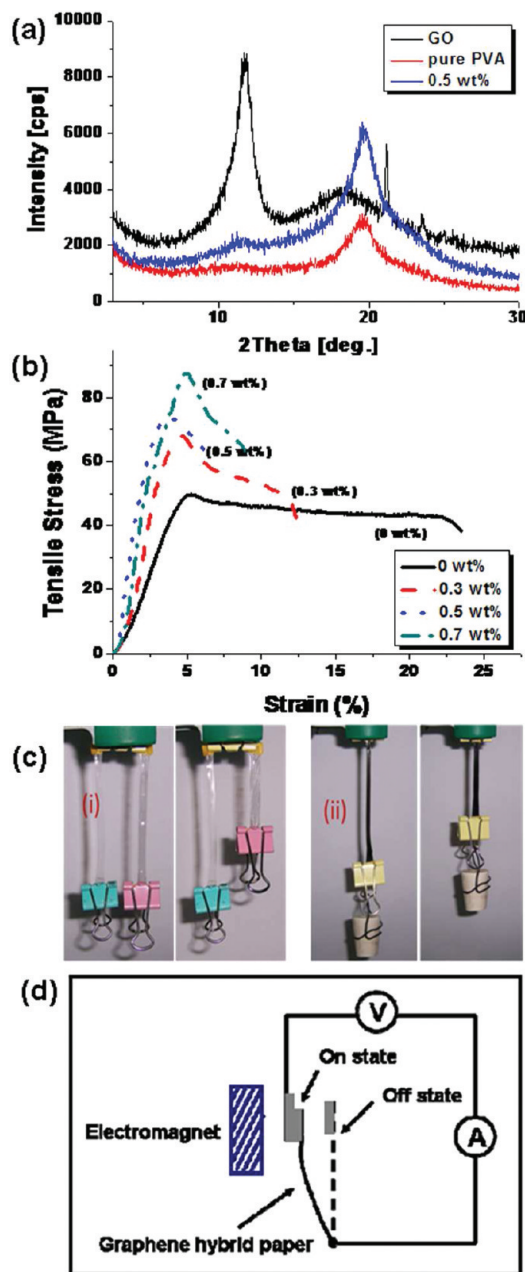 (a)
10000
8000
6000
4000
2000
0
Intensity [cps]
GO
pure PVA
0.5 wt%
10
20
30
2Theta [deg.]
(b)
80
60
40
20
0
Tensile Stress (MPa)
(0.7 wt%)
(0.5 wt%)
(0.3 wt%)
(0 wt%)
0 wt%
0.3 wt%
0.5 wt%
0.7 wt%
0 5 10 15 20 25
Strain (%)
(c)
(i)
(ii)
(d)
V
On state
Off state
Electromagnet
A
Graphene hybrid paper